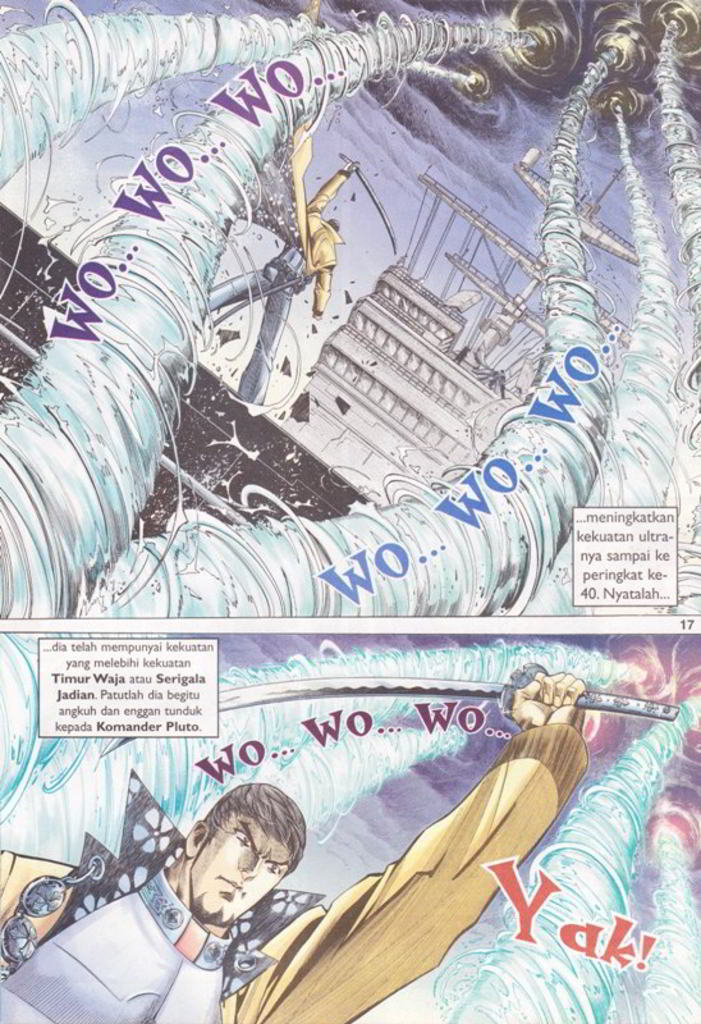 Wo... Wo... Wo...
Wo... Wo... Wo...
...meningkatkan
kekuatan ultra-
nya sampai ke
peringkat ke-
40. Nyatalah...
17
...dia telah mempunyai kekuatan
yang melebihi kekuatan
Timur Waja atau Serigala
Jadian. Patutlah dia begitu
angkuh dan enggan tunduk
kepada Komander Pluto.
Wo... Wo... Wo...
Yak!